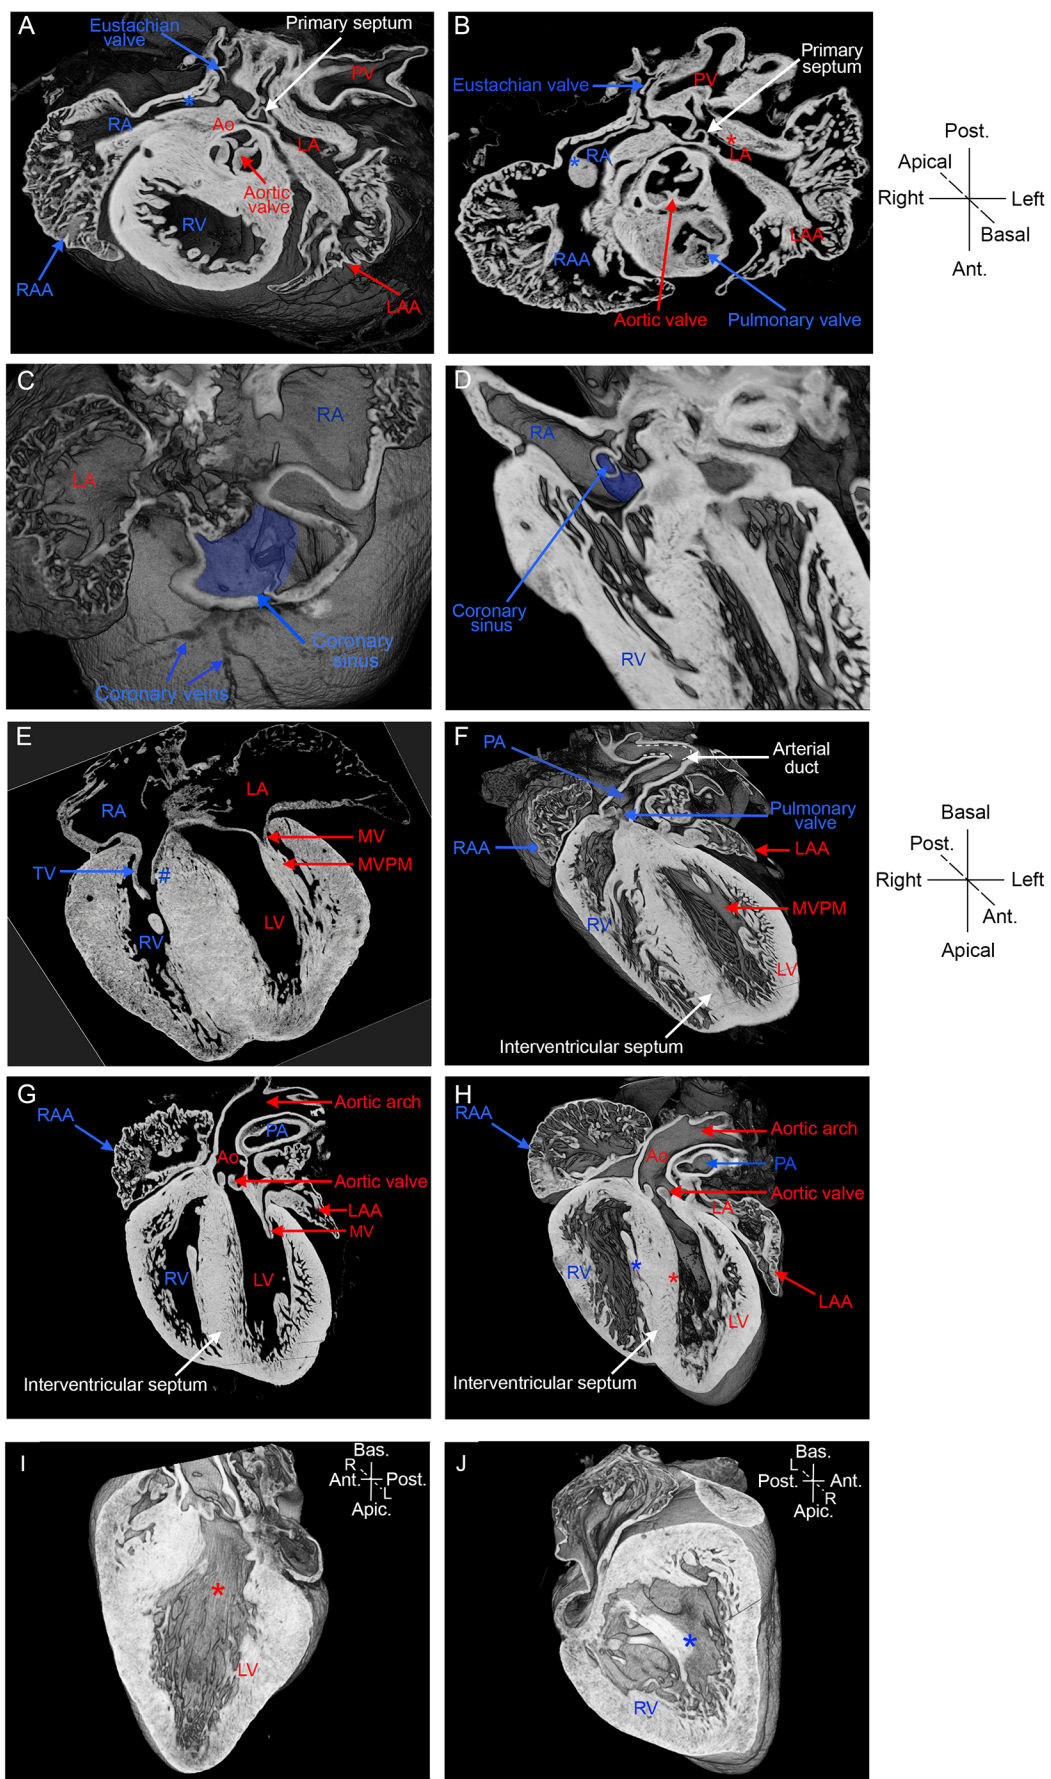 A
Eustachian
valve
Primary septum
PV
*
RA
Ao
LA
Aortic
valve
RV
RAA
LAA
B
Primary
septum
PV
Eustachian valve
*
LA
*
RA
RAA
LAA
Aortic valve
Pulmonary valve
Post.
Apical
Right
Left
Basal
Ant.
C
RA
LA
Coronary
sinus
Coronary veins
D
RA
Coronary
sinus
RV
E
RA
LA
MV
TV
#
MVPM
LV
RV
F
PA
Arterial
duct
Pulmonary
valve
RAA
LAA
MVPM
RV
LV
Interventricular septum
Basal
Post.
Right
Left
Ant.
Apical
G
RAA
Aortic arch
PA
Ao
Aortic valve
LAA
MV
RV
LV
Interventricular septum
H
RAA
Aortic arch
Ao
PA
Aortic valve
LA
*
*
RV
LAA
LV
Interventricular septum
I
Bas.
R
Ant.
Post.
L
Apic.
*
LV
J
Bas.
L
Post.
Ant.
R
Apic.
*
RV